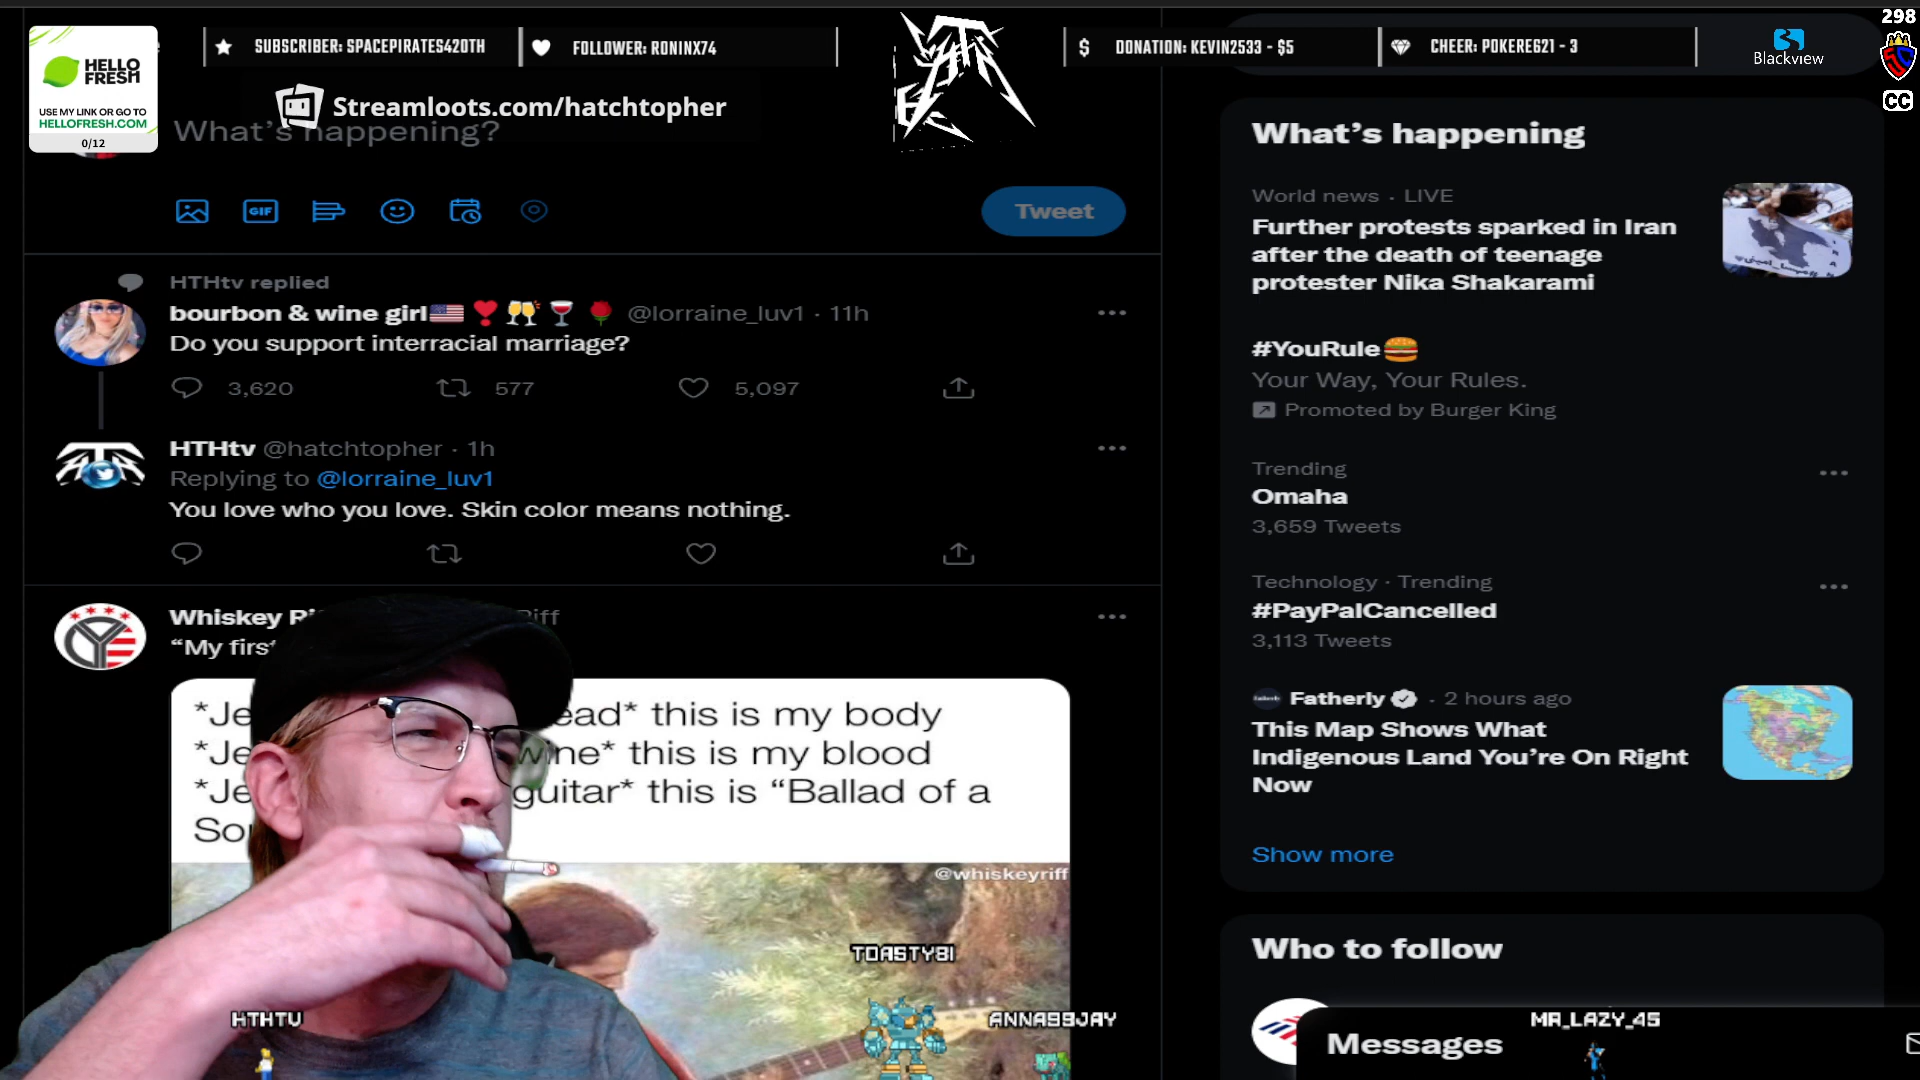 298
HELLO
FRESH
USE MY LINK OR GO TO
HELLOFRESH.COM
0/12
SUBSCRIBER: SPACEPIRATES420TH
FOLLOWER: RONINX74
DONATION: KEVIN2533 - $5
CHEER: POKERE621 - 3
Blackview
CC
Streamloots.com/hatchtopher
What's happening?
GIF
Tweet
HTHtv replied
bourbon & wine girl🇺🇸❣️🥂🍷🌹 @lorraine_luv1 · 11h
Do you support interracial marriage?
3,620 577 5,097
HTHtv @hatchtopher · 1h
Replying to @lorraine_luv1
You love who you love. Skin color means nothing.
Whiskey
“My first
this is my body
this is my blood
guitar* this is “Ballad of a
@whiskeyriff
TOASTY81
HTHTV
ANNA99JAY
What’s happening
World news · LIVE
Further protests sparked in Iran
after the death of teenage
protester Nika Shakarami
#YouRule🍔
Your Way, Your Rules.
Promoted by Burger King
Trending
Omaha
3,659 Tweets
Technology · Trending
#PayPalCancelled
3,113 Tweets
Fatherly · 2 hours ago
This Map Shows What
Indigenous Land You’re On Right
Now
Show more
Who to follow
MR_LAZY_45
Messages